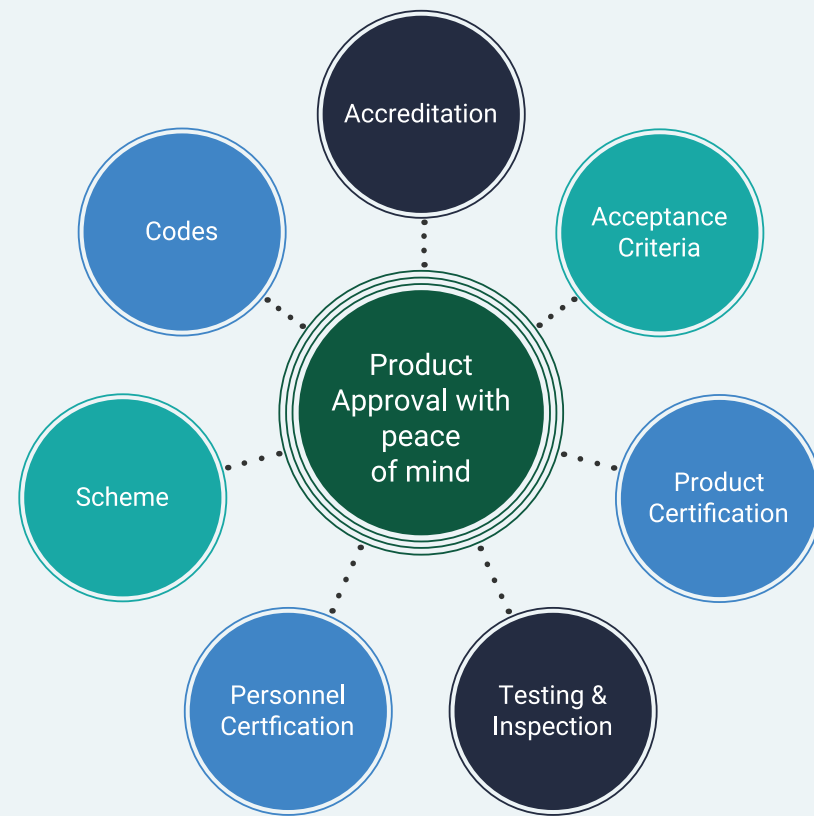 Accreditation
Codes
Acceptance
Criteria
Product
Approval with
peace
of mind
Scheme
Product
Certification
Personnel
Certfication
Testing &
Inspection